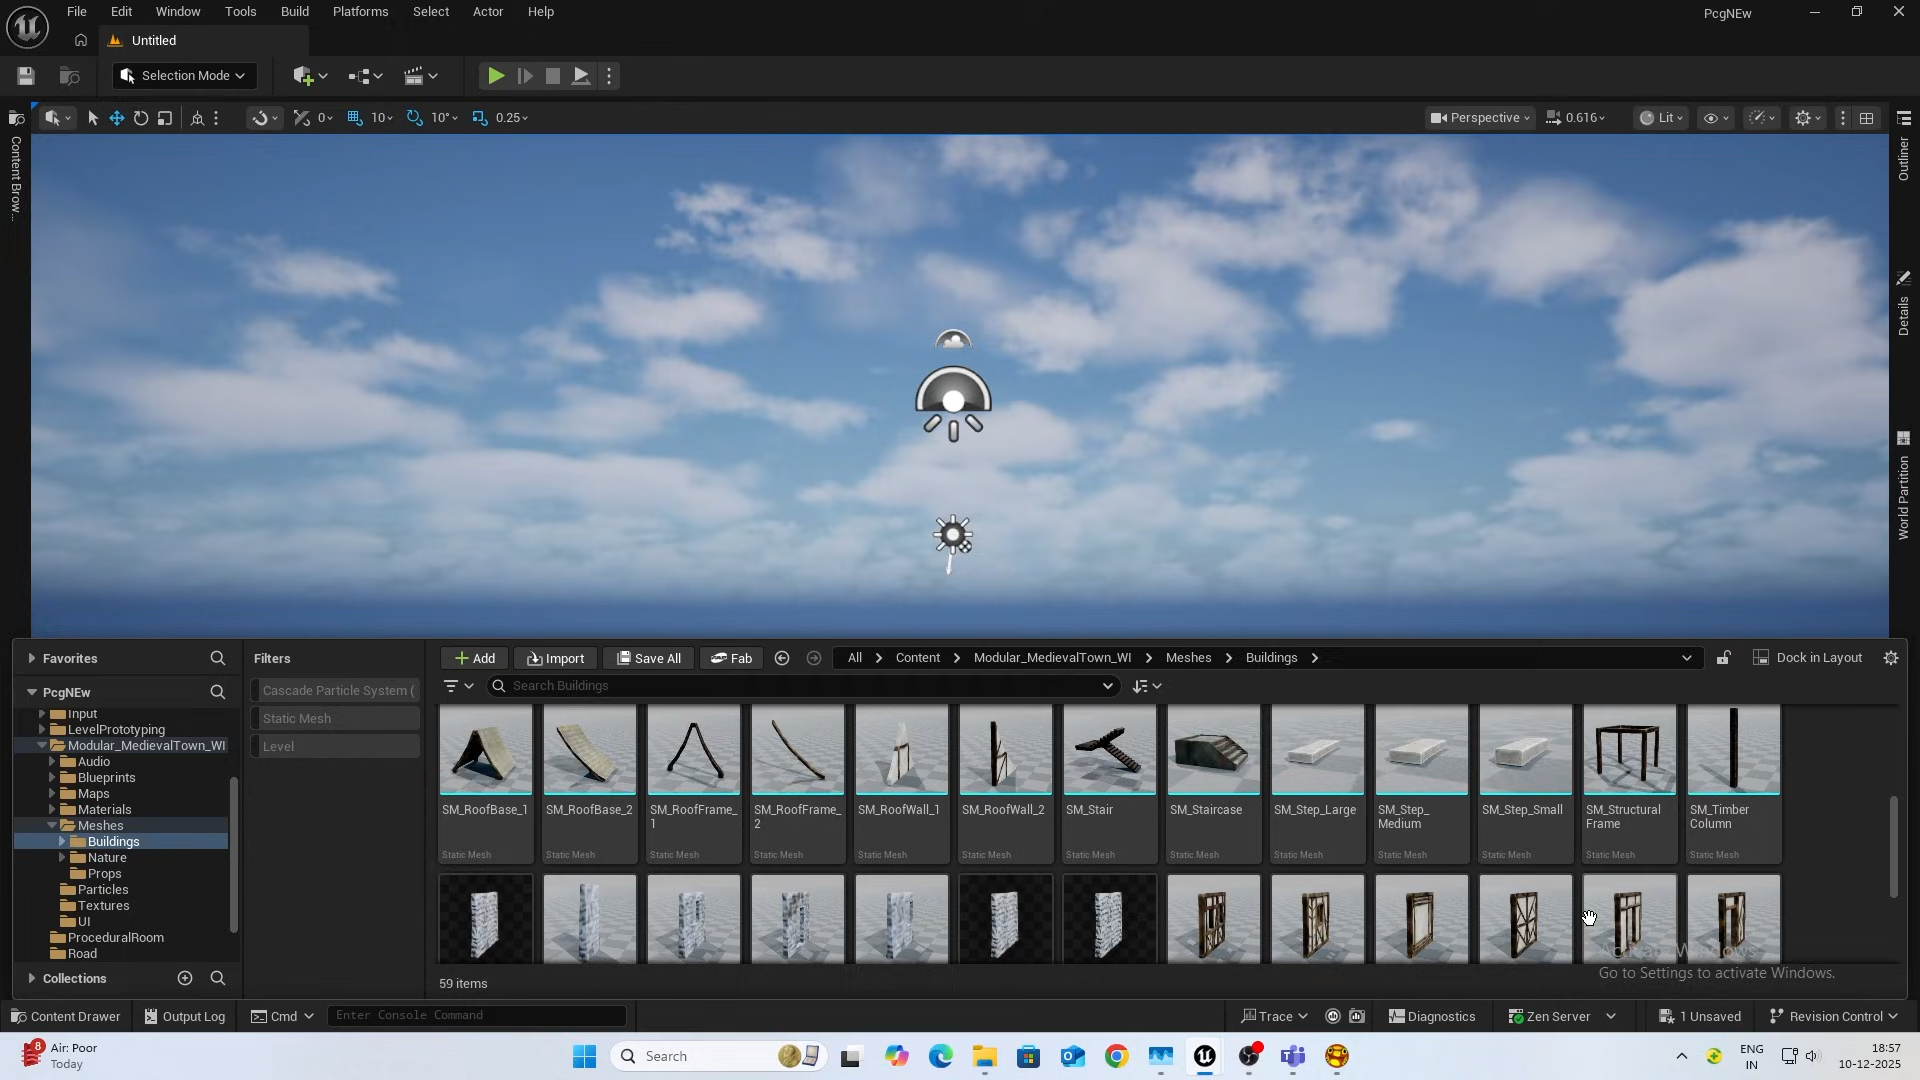 File Edit Window Tools Build Platforms Select Actor Help
PcgNEw
Untitled
Selection Mode
0 10 10° 0.25
Perspective 0.616 Lit
Content Brow...
Outliner
Details
World Partition
Favorites
Filters
Add Import Save All Fab
All Content Modular_MedievalTown_WI Meshes Buildings
Dock in Layout
PcgNEw
Cascade Particle System (
Search Buildings
Input
LevelPrototyping
Static Mesh
Modular_MedievalTown_WI
Level
Audio
Blueprints
Maps
Materials
Meshes
Buildings
Nature
Props
Particles
Textures
UI
ProceduralRoom
Road
Collections
SM_RoofBase_1
Static Mesh
SM_RoofBase_2
Static Mesh
SM_RoofFrame_
1
Static Mesh
SM_RoofFrame_
2
Static Mesh
SM_RoofWall_1
Static Mesh
SM_RoofWall_2
Static Mesh
SM_Stair
Static Mesh
SM_Staircase
Static Mesh
SM_Step_Large
Static Mesh
SM_Step_
Medium
Static Mesh
SM_Step_Small
Static Mesh
SM_Structural
Frame
Static Mesh
SM_Timber
Column
Static Mesh
59 items
Activate Windows
Go to Settings to activate Windows.
Content Drawer Output Log Cmd Enter Console Command
Trace Diagnostics Zen Server 1 Unsaved Revision Control
8
Air: Poor
Today
Search
ENG
IN
18:57
10-12-2025